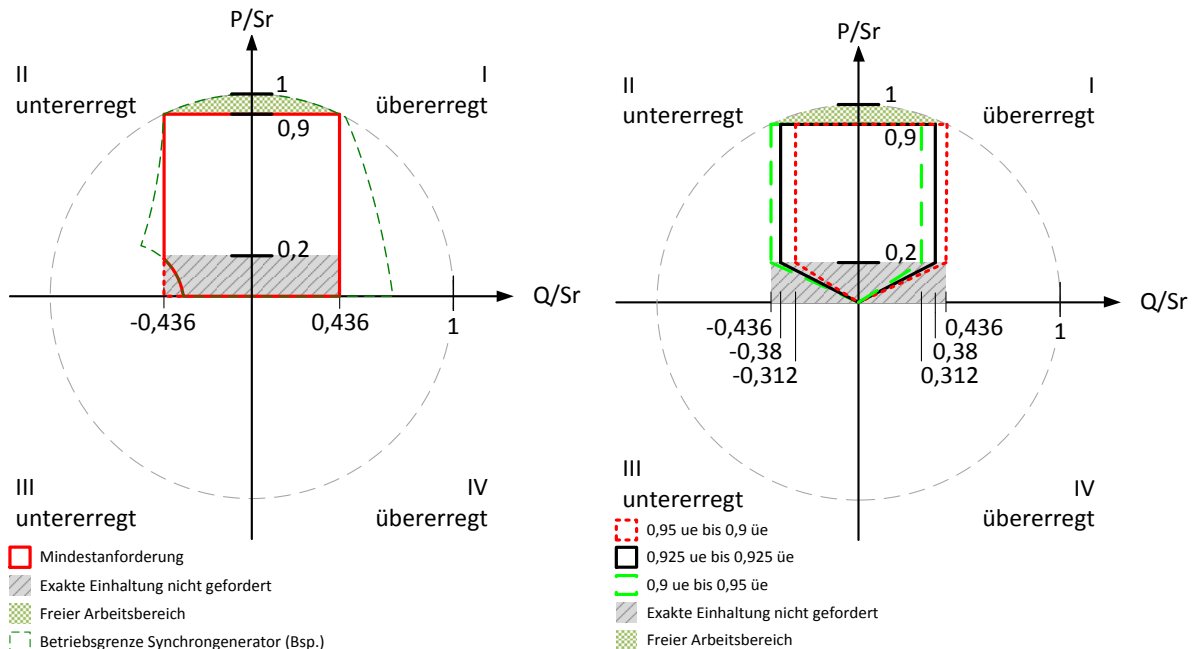 P/Sr
II
untererregt
I
übererregt
1
0,9
0,2
Q/Sr
-0,436
0,436
1
III
untererregt
IV
übererregt
Mindestanforderung
Exakte Einhaltung nicht gefordert
Freier Arbeitsbereich
Betriebsgrenze Synchrongenerator (Bsp.)
P/Sr
II
untererregt
I
übererregt
1
0,9
0,2
Q/Sr
-0,436
-0,38
-0,312
0,436
0,38
0,312
1
III
untererregt
IV
übererregt
0,95 ue bis 0,9 üe
0,925 ue bis 0,925 üe
0,9 ue bis 0,95 üe
Exakte Einhaltung nicht gefordert
Freier Arbeitsbereich